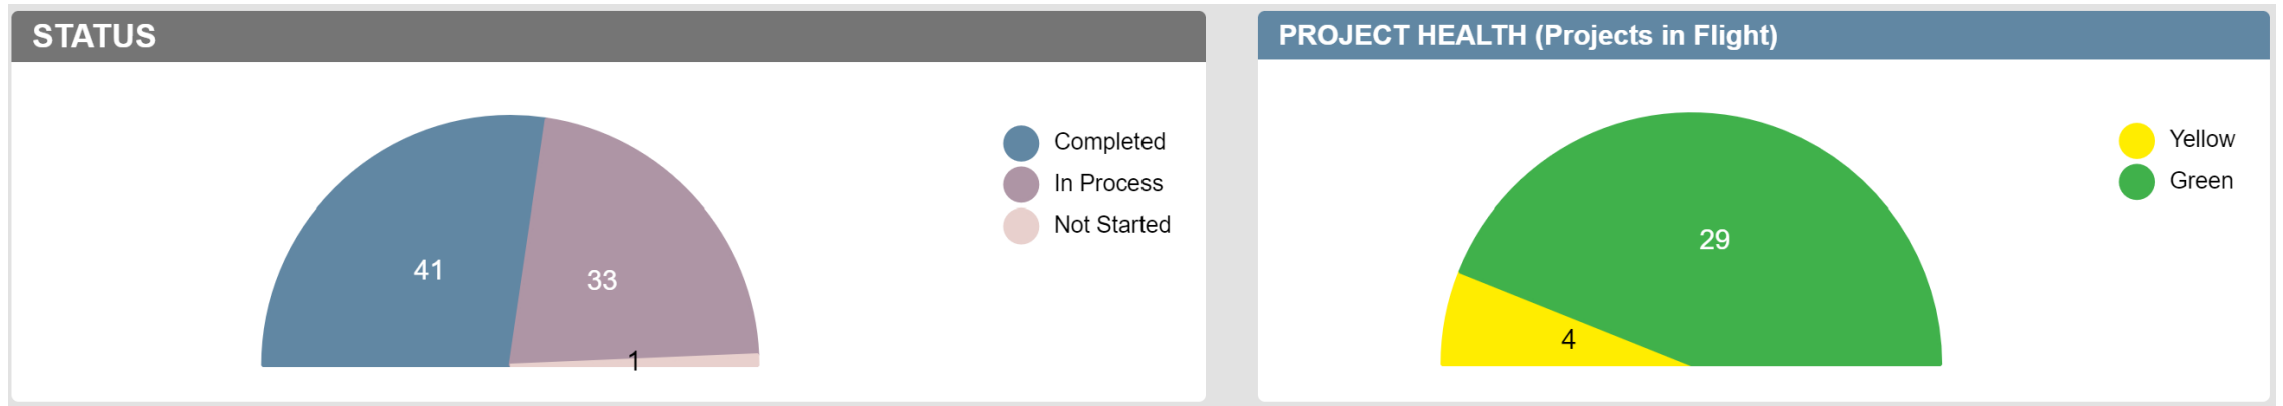 STATUS
41
33
1
Completed
In Process
Not Started
PROJECT HEALTH (Projects in Flight)
29
4
Yellow
Green